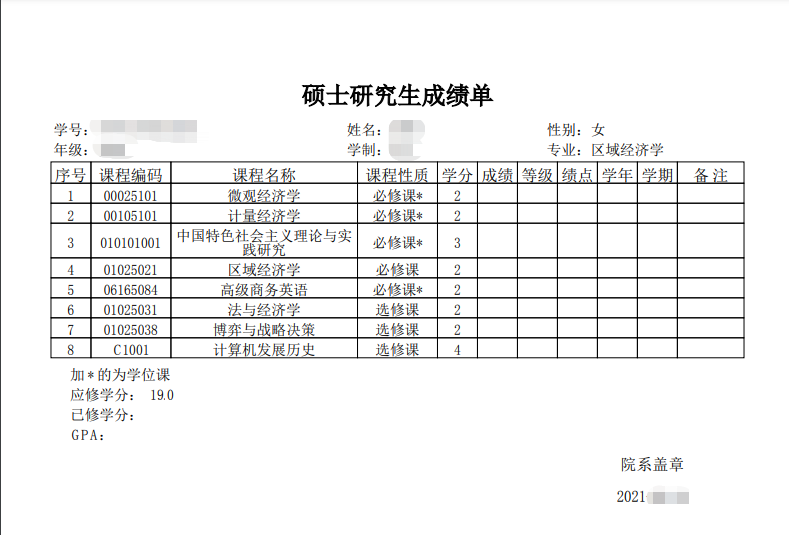 硕士研究生成绩单
学号: 姓名: 性别: 女
年级: 学制: 专业: 区域经济学
序号 课程编码 课程名称 课程性质 学分 成绩 等级 绩点 学年 学期 备注
1 00025101 微观经济学 必修课* 2
2 00105101 计量经济学 必修课* 2
3 010101001 中国特色社会主义理论与实 必修课* 3
践研究
4 01025021 区域经济学 必修课 2
5 06165084 高级商务英语 必修课* 2
6 01025031 法与经济学 选修课 2
7 01025038 博弈与战略决策 选修课 2
8 C1001 计算机发展历史 选修课 4
加*的为学位课
应修学分: 19.0
已修学分:
GPA:
院系盖章
2021